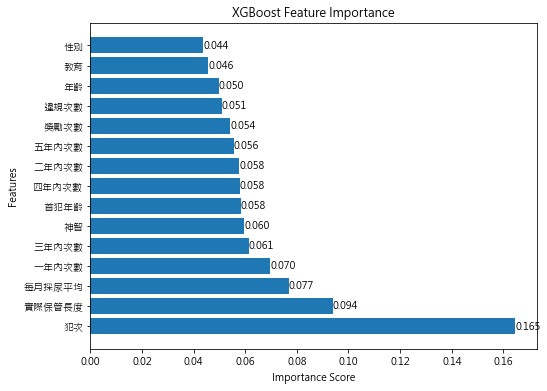 XGBoost Feature Importance
性別 0.044
教育 0.046
年齡 0.050
違規次數 0.051
獎勵次數 0.054
五年內次數 0.056
二年內次數 0.058
四年內次數 0.058
首犯年齡 0.058
神智 0.060
三年內次數 0.061
一年內次數 0.070
每月採尿平均 0.077
實際保管長度 0.094
犯次 0.165
Features
0.00 0.02 0.04 0.06 0.08 0.10 0.12 0.14 0.16
Importance Score